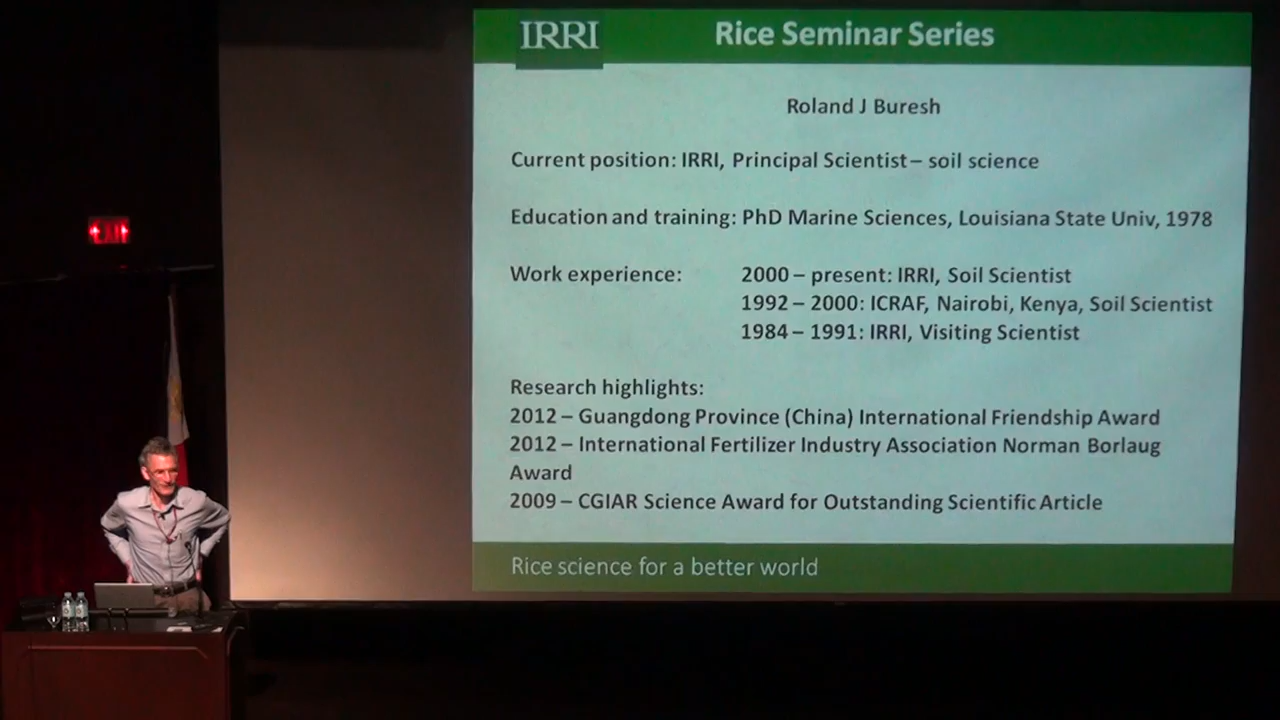 IRRI
Rice Seminar Series
Roland J Buresh
Current position: IRRI, Principal Scientist – soil science
Education and training: PhD Marine Sciences, Louisiana State Univ, 1978
Work experience: 2000 – present: IRRI, Soil Scientist
1992 – 2000: ICRAF, Nairobi, Kenya, Soil Scientist
1984 – 1991: IRRI, Visiting Scientist
Research highlights:
2012 – Guangdong Province (China) International Friendship Award
2012 – International Fertilizer Industry Association Norman Borlaug
Award
2009 – CGIAR Science Award for Outstanding Scientific Article
Rice science for a better world
EXIT